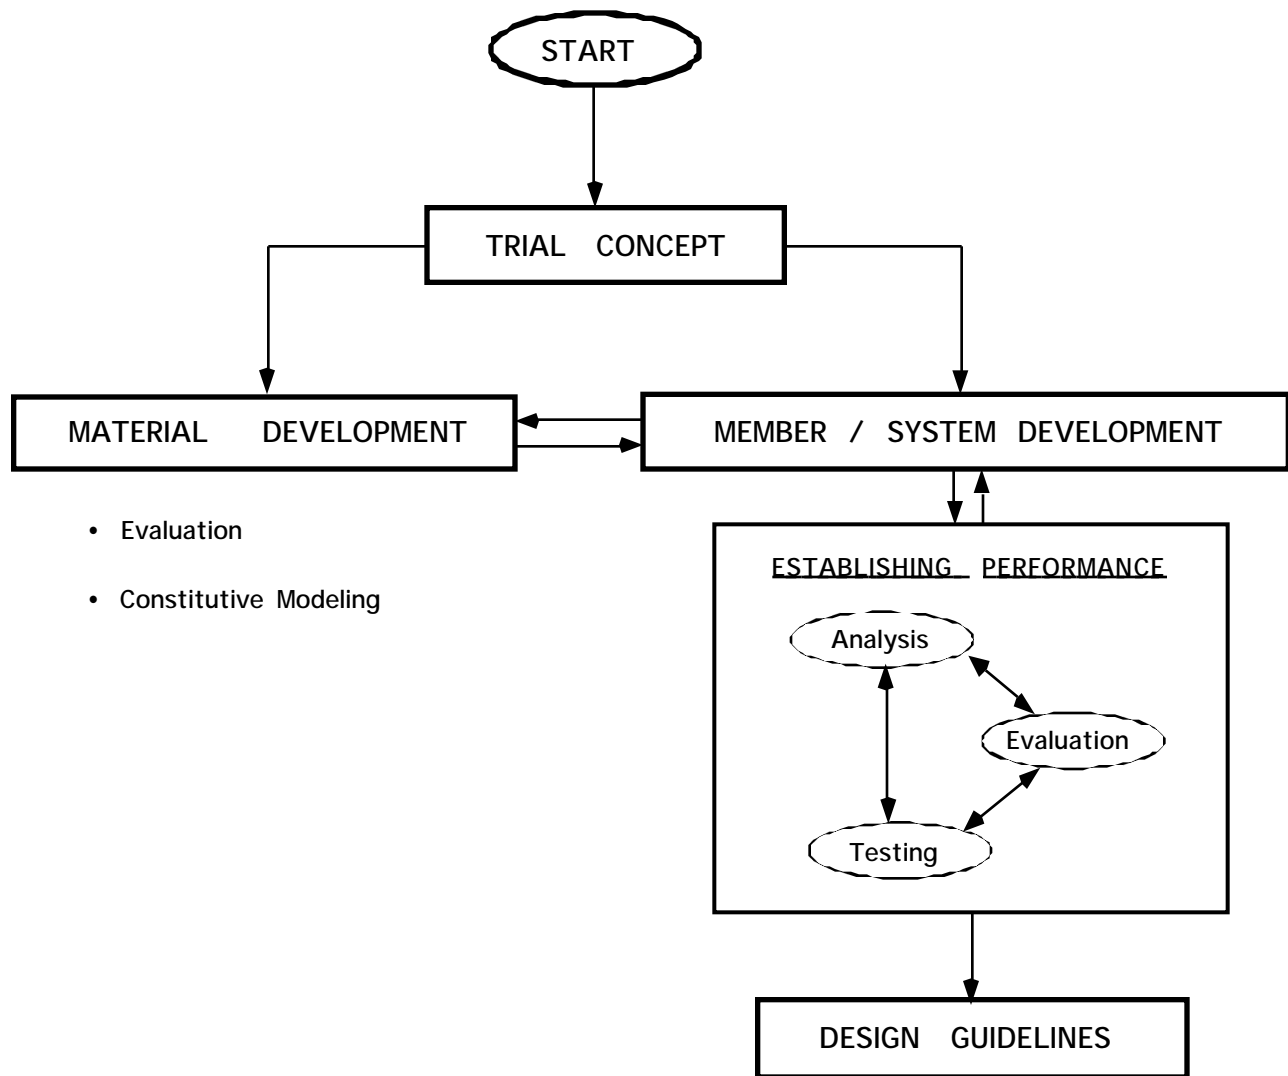 START
TRIAL CONCEPT
MATERIAL DEVELOPMENT
MEMBER / SYSTEM DEVELOPMENT
• Evaluation
• Constitutive Modeling
ESTABLISHING PERFORMANCE
Analysis
Evaluation
Testing
DESIGN GUIDELINES